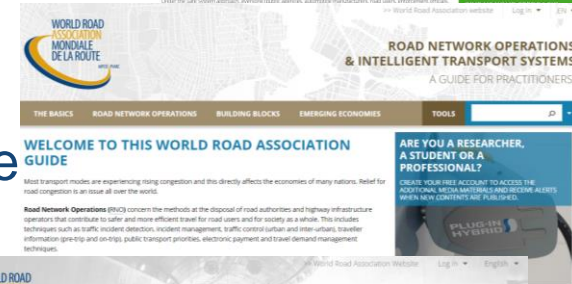 >> World Road Association website Log in EN
WORLD ROAD
ASSOCIATION
MONDIALE
DE LA ROUTE
ROAD NETWORK OPERATIONS
& INTELLIGENT TRANSPORT SYSTEMS
A GUIDE FOR PRACTITIONERS
THE BASICS ROAD NETWORK OPERATIONS BUILDING BLOCKS EMERGING ECONOMIES TOOLS
WELCOME TO THIS WORLD ROAD ASSOCIATION
GUIDE
Most transport modes are experiencing rising congestion and this directly affects the economies of many nations. Relief for
road congestion is an issue all over the world.
Road Network Operations (RNO) concern the methods at the disposal of road authorities and highway infrastructure
operators that contribute to safer and more efficient travel for road users and for society as a whole. This includes
techniques such as traffic incident detection, incident management, traffic control (urban and inter-urban), traveller
information (pre-trip and on-trip), public transport priorities, electronic payment and travel demand management
techniques.
ARE YOU A RESEARCHER,
A STUDENT OR A
PROFESSIONAL?
CREATE YOUR FREE ACCOUNT TO ACCESS THE
ADDITIONAL MEDIA MATERIALS AND RECEIVE ALERTS
WHEN NEW CONTENTS ARE PUBLISHED.
PLUG-IN
HYBRID
e
>> World Road Association Website Log in English
LD ROAD